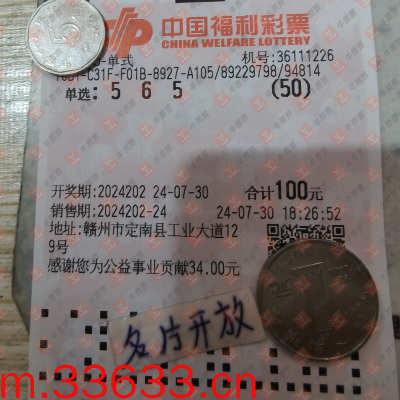 中国福利彩票
CHINA WELFARE LOTTERY
-单式 机号:36111226
-C31F-F01B-8927-A105/89229798/94814
单选: 5 6 5 (50)
开奖期:2024202 24-07-30 合计100元
销售期:2024202-24 24-07-30 18:26:52
地址:赣州市定南县工业大道12
9号
感谢您为公益事业贡献34.00元
名片开放
m.33633.cn